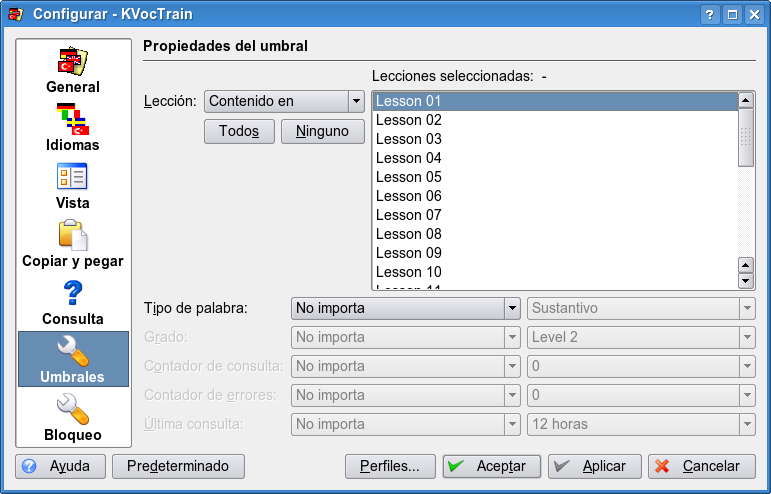 Configurar - KVocTrain
General
Idiomas
Vista
Copiar y pegar
Consulta
Umbrales
Bloqueo
Propiedades del umbral
Lecciones seleccionadas: -
Lección: Contenido en
Todos Ninguno
Lesson 01
Lesson 02
Lesson 03
Lesson 04
Lesson 05
Lesson 06
Lesson 07
Lesson 08
Lesson 09
Lesson 10
Lesson 11
Tipo de palabra: No importa Sustantivo
Grado: No importa Level 2
Contador de consulta: No importa 0
Contador de errores: No importa 0
Última consulta: No importa 12 horas
Ayuda Predeterminado Perfiles... Aceptar Aplicar Cancelar